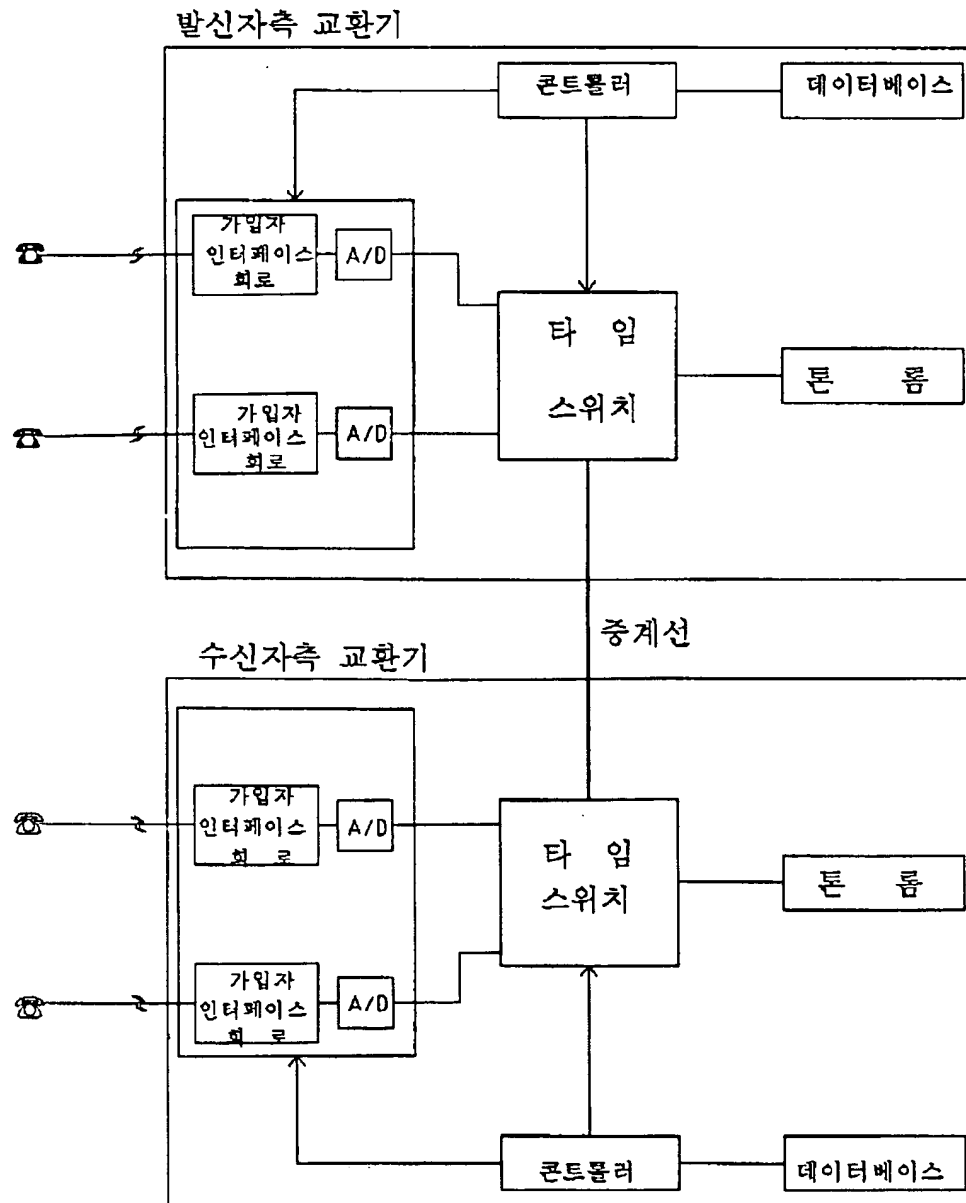 발신자측 교환기
콘트롤러
데이터베이스
가입자
인터페이스
회로
A/D
타 임
스위치
톤 롬
가입자
인터페이스
회로
A/D
중계선
수신자측 교환기
가입자
인터페이스
회 로
A/D
타 임
스위치
톤 롬
가입자
인터페이스
회 로
A/D
콘트롤러
데이터베이스